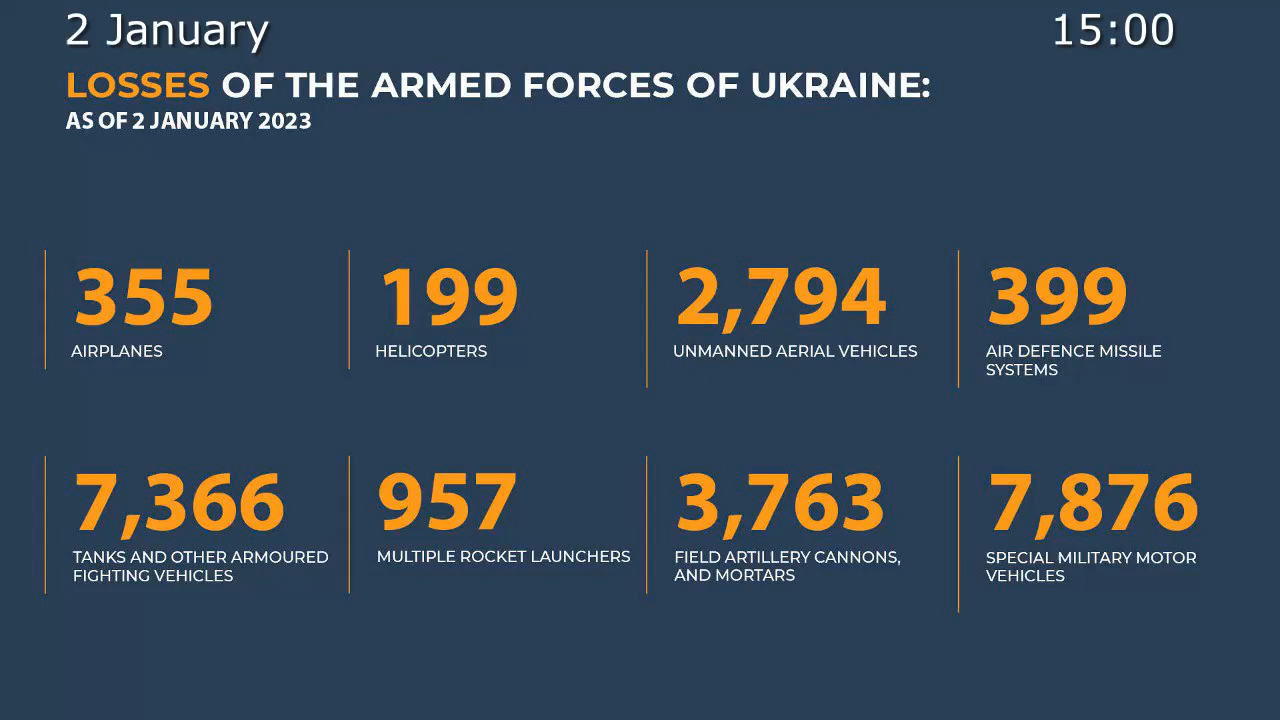 2 January 15:00
LOSSES OF THE ARMED FORCES OF UKRAINE:
AS OF 2 JANUARY 2023
355
AIRPLANES
199
HELICOPTERS
2,794
UNMANNED AERIAL VEHICLES
399
AIR DEFENCE MISSILE
SYSTEMS
7,366
TANKS AND OTHER ARMOURED
FIGHTING VEHICLES
957
MULTIPLE ROCKET LAUNCHERS
3,763
FIELD ARTILLERY CANNONS,
AND MORTARS
7,876
SPECIAL MILITARY MOTOR
VEHICLES